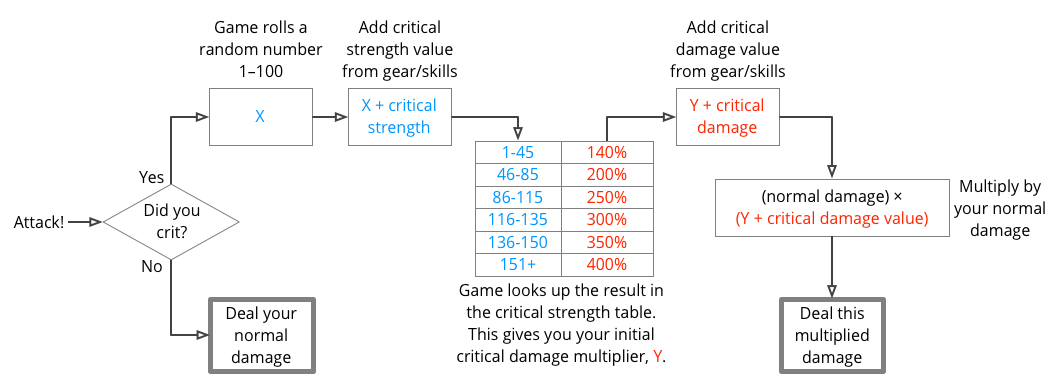 Game rolls a
random number
1–100
X
Add critical
strength value
from gear/skills
X + critical
strength
Add critical
damage value
from gear/skills
Y + critical
damage
Yes
Attack!
Did you
crit?
No
Deal your
normal
damage
1-45 140%
46-85 200%
86-115 250%
116-135 300%
136-150 350%
151+ 400%
Game looks up the result in
the critical strength table.
This gives you your initial
critical damage multiplier, Y.
(normal damage) ×
(Y + critical damage value)
Multiply by
your normal
damage
Deal this
multiplied
damage